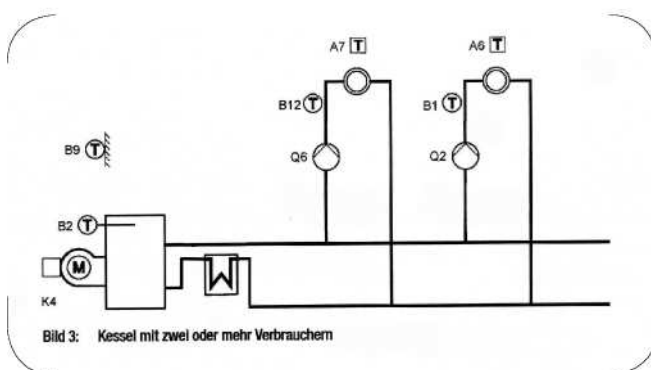 A7 T
A6 T
B12 T
B1 T
B9 T
Q6
Q2
B2 T
M
K4
Bild 3: Kessel mit zwei oder mehr Verbrauchern